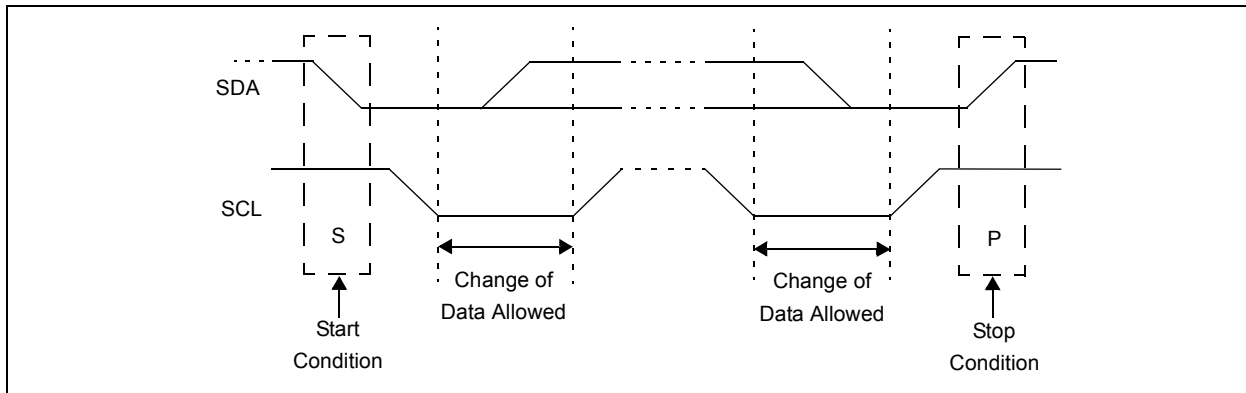 SDA
SCL
S
P
Change of
Data Allowed
Change of
Data Allowed
Start
Condition
Stop
Condition